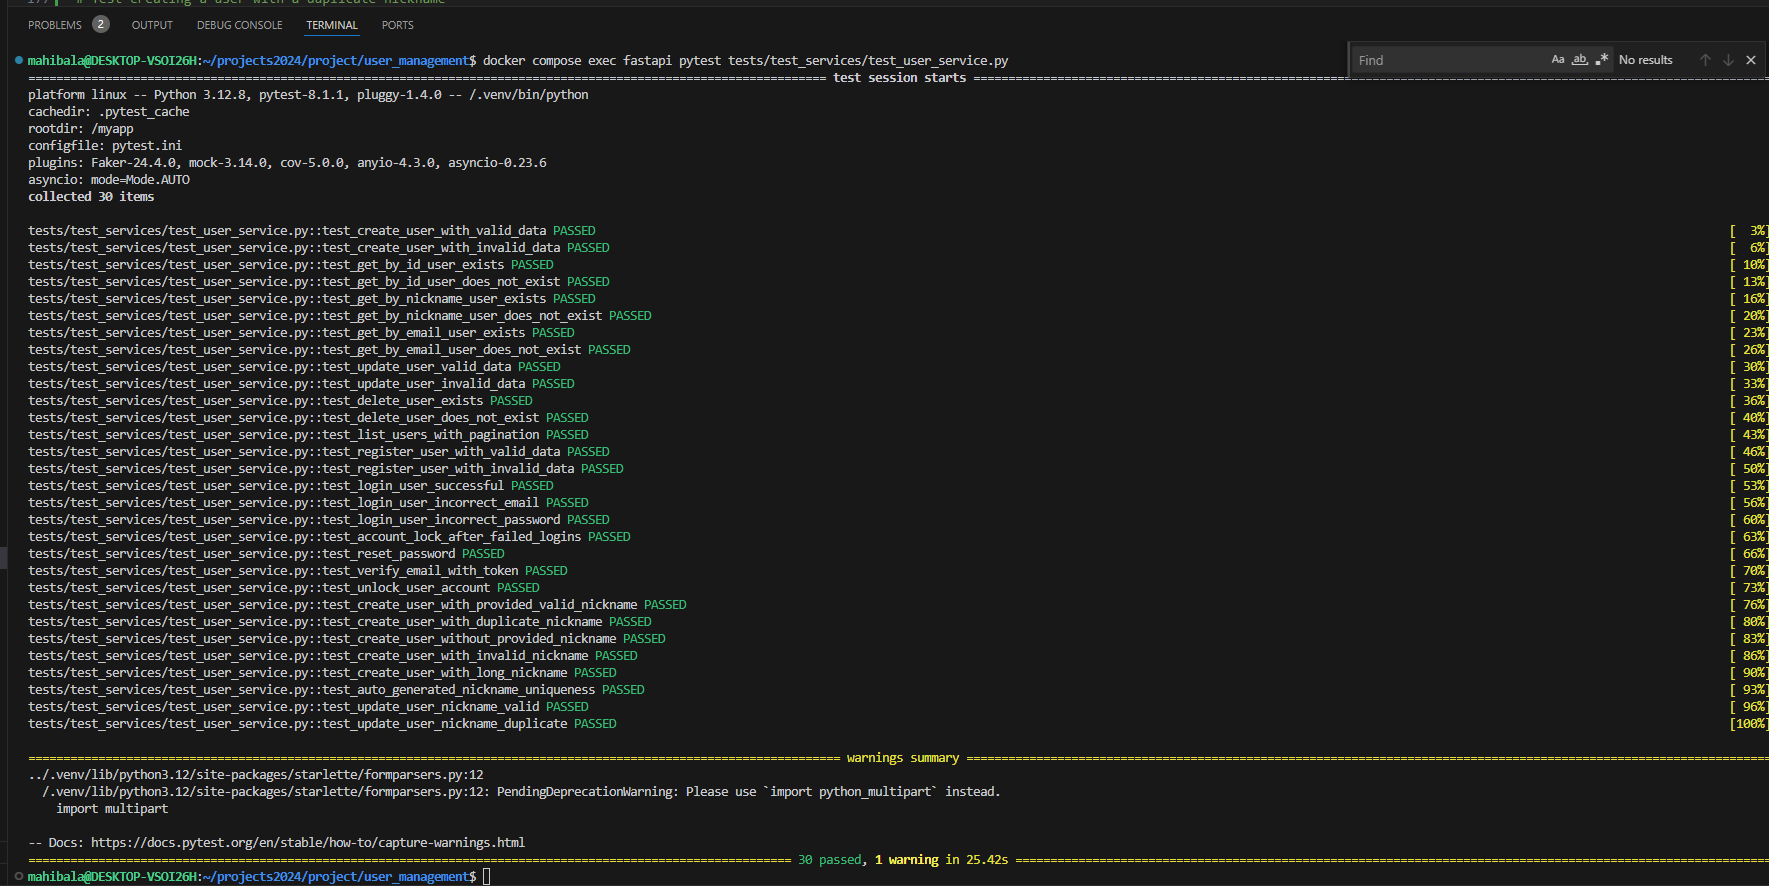 177 # Test creating a user with a duplicate nickname
PROBLEMS 2 OUTPUT DEBUG CONSOLE TERMINAL PORTS
Find Aa ab .* No results
mahibala@DESKTOP-VSOI26H:~/projects2024/project/user_management$ docker compose exec fastapi pytest tests/test_services/test_user_service.py
test session starts
platform linux -- Python 3.12.8, pytest-8.1.1, pluggy-1.4.0 -- /.venv/bin/python
cachedir: .pytest_cache
rootdir: /myapp
configfile: pytest.ini
plugins: Faker-24.4.0, mock-3.14.0, cov-5.0.0, anyio-4.3.0, asyncio-0.23.6
asyncio: mode=Mode.AUTO
collected 30 items
tests/test_services/test_user_service.py::test_create_user_with_valid_data PASSED [  3%]
tests/test_services/test_user_service.py::test_create_user_with_invalid_data PASSED [  6%]
tests/test_services/test_user_service.py::test_get_by_id_user_exists PASSED [ 10%]
tests/test_services/test_user_service.py::test_get_by_id_user_does_not_exist PASSED [ 13%]
tests/test_services/test_user_service.py::test_get_by_nickname_user_exists PASSED [ 16%]
tests/test_services/test_user_service.py::test_get_by_nickname_user_does_not_exist PASSED [ 20%]
tests/test_services/test_user_service.py::test_get_by_email_user_exists PASSED [ 23%]
tests/test_services/test_user_service.py::test_get_by_email_user_does_not_exist PASSED [ 26%]
tests/test_services/test_user_service.py::test_update_user_valid_data PASSED [ 30%]
tests/test_services/test_user_service.py::test_update_user_invalid_data PASSED [ 33%]
tests/test_services/test_user_service.py::test_delete_user_exists PASSED [ 36%]
tests/test_services/test_user_service.py::test_delete_user_does_not_exist PASSED [ 40%]
tests/test_services/test_user_service.py::test_list_users_with_pagination PASSED [ 43%]
tests/test_services/test_user_service.py::test_register_user_with_valid_data PASSED [ 46%]
tests/test_services/test_user_service.py::test_register_user_with_invalid_data PASSED [ 50%]
tests/test_services/test_user_service.py::test_login_user_successful PASSED [ 53%]
tests/test_services/test_user_service.py::test_login_user_incorrect_email PASSED [ 56%]
tests/test_services/test_user_service.py::test_login_user_incorrect_password PASSED [ 60%]
tests/test_services/test_user_service.py::test_account_lock_after_failed_logins PASSED [ 63%]
tests/test_services/test_user_service.py::test_reset_password PASSED [ 66%]
tests/test_services/test_user_service.py::test_verify_email_with_token PASSED [ 70%]
tests/test_services/test_user_service.py::test_unlock_user_account PASSED [ 73%]
tests/test_services/test_user_service.py::test_create_user_with_provided_valid_nickname PASSED [ 76%]
tests/test_services/test_user_service.py::test_create_user_with_duplicate_nickname PASSED [ 80%]
tests/test_services/test_user_service.py::test_create_user_without_provided_nickname PASSED [ 83%]
tests/test_services/test_user_service.py::test_create_user_with_invalid_nickname PASSED [ 86%]
tests/test_services/test_user_service.py::test_create_user_with_long_nickname PASSED [ 90%]
tests/test_services/test_user_service.py::test_auto_generated_nickname_uniqueness PASSED [ 93%]
tests/test_services/test_user_service.py::test_update_nickname_valid PASSED [ 96%]
tests/test_services/test_user_service.py::test_update_nickname_duplicate PASSED [100%]
warnings summary
../.venv/lib/python3.12/site-packages/starlette/formparsers.py:12
/.venv/lib/python3.12/site-packages/starlette/formparsers.py:12: PendingDeprecationWarning: Please use `import python_multipart` instead.
import multipart
-- Docs: https://docs.pytest.org/en/stable/how-to/capture-warnings.html
30 passed, 1 warning in 25.42s
mahibala@DESKTOP-VSOI26H:~/projects2024/project/user_management$